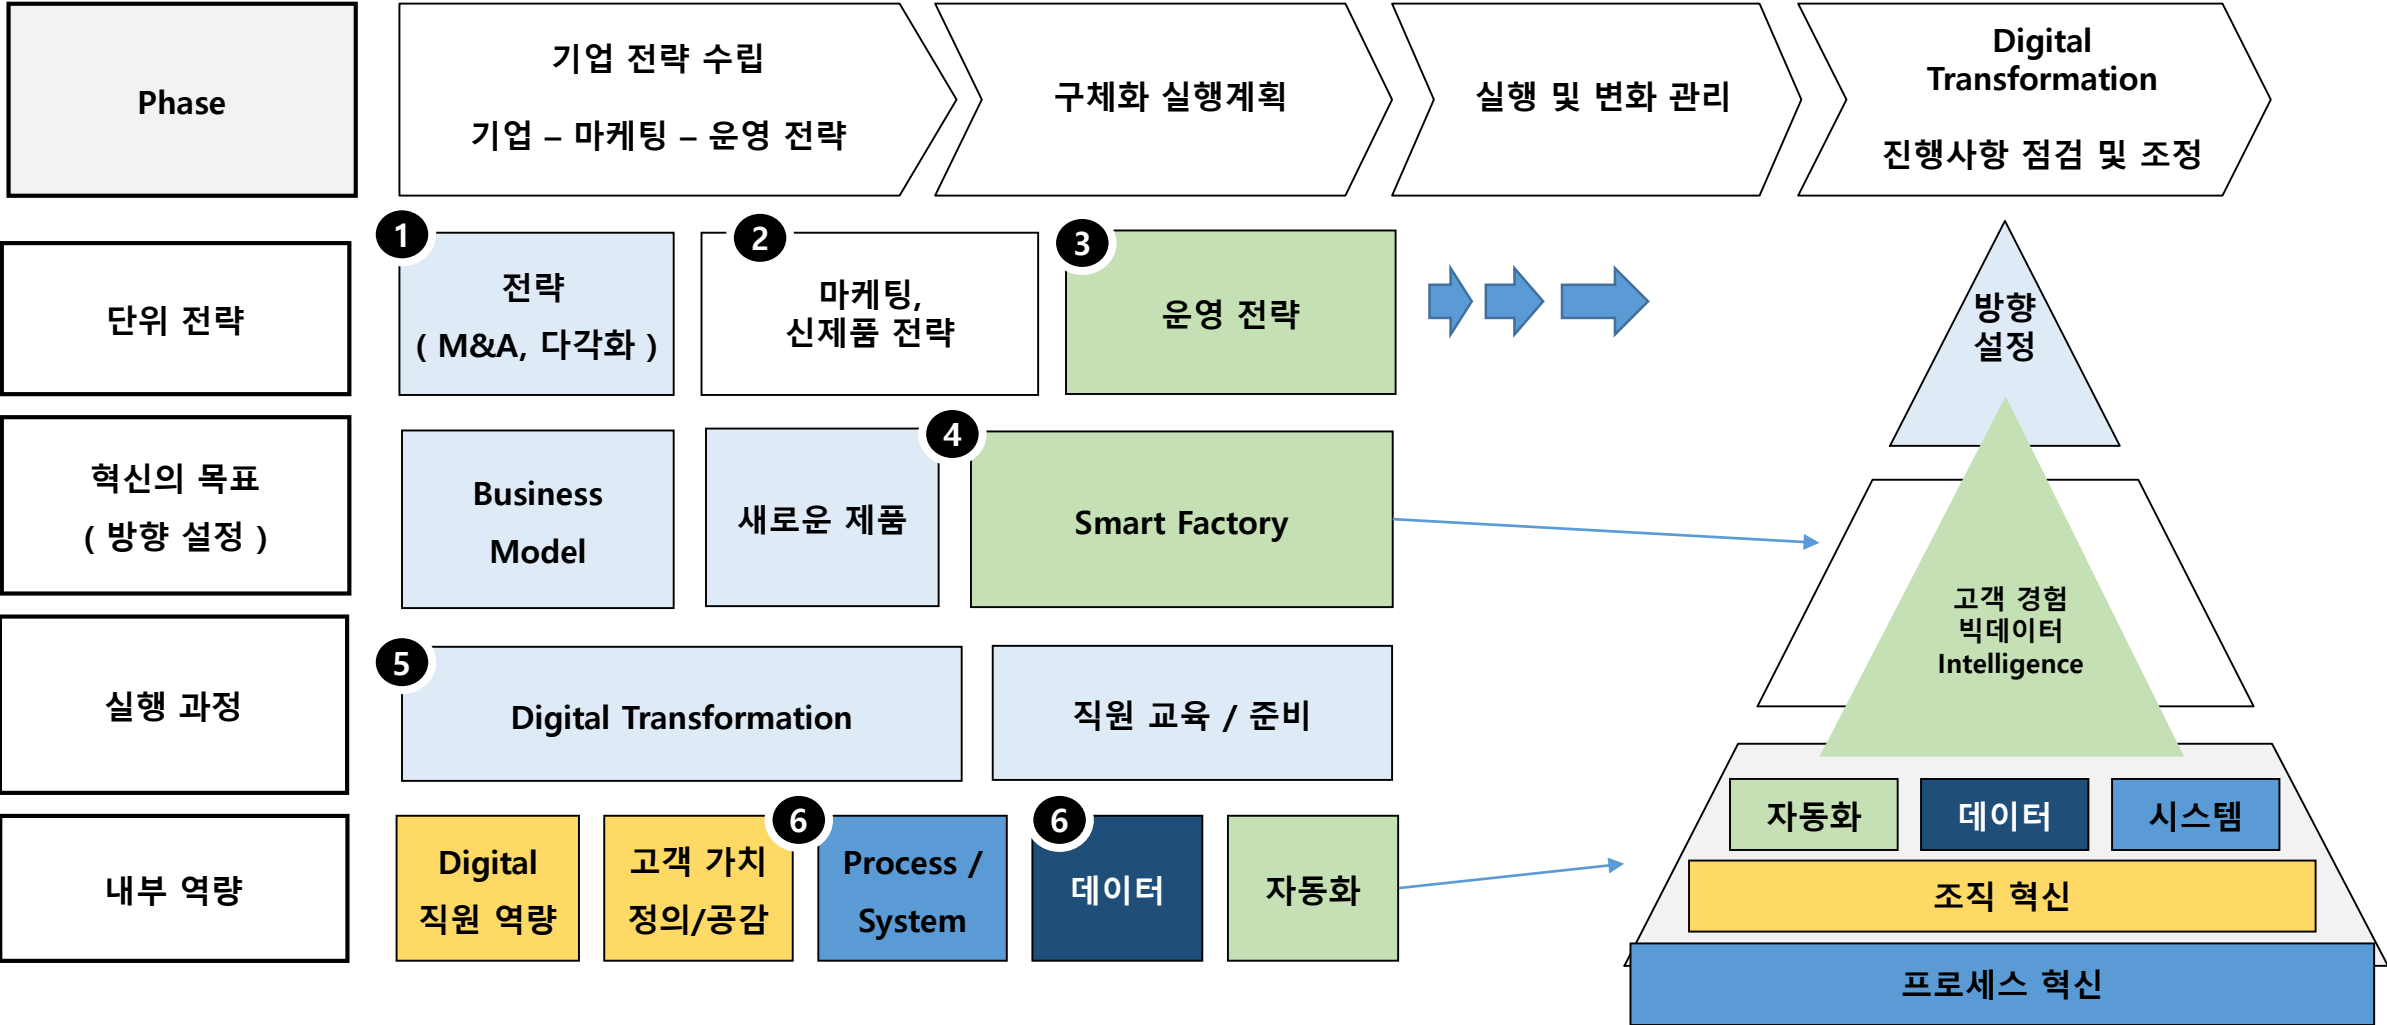 Phase
기업 전략 수립
기업 – 마케팅 – 운영 전략
구체화 실행계획
실행 및 변화 관리
Digital
Transformation
진행사항 점검 및 조정
단위 전략
1
전략
( M&A, 다각화 )
2
마케팅,
신제품 전략
3
운영 전략
방향
설정
혁신의 목표
( 방향 설정 )
Business
Model
새로운 제품
4
Smart Factory
고객 경험
빅데이터
Intelligence
실행 과정
5
Digital Transformation
직원 교육 / 준비
내부 역량
Digital
직원 역량
고객 가치
정의/공감
6
Process /
System
6
데이터
자동화
자동화
데이터
시스템
조직 혁신
프로세스 혁신